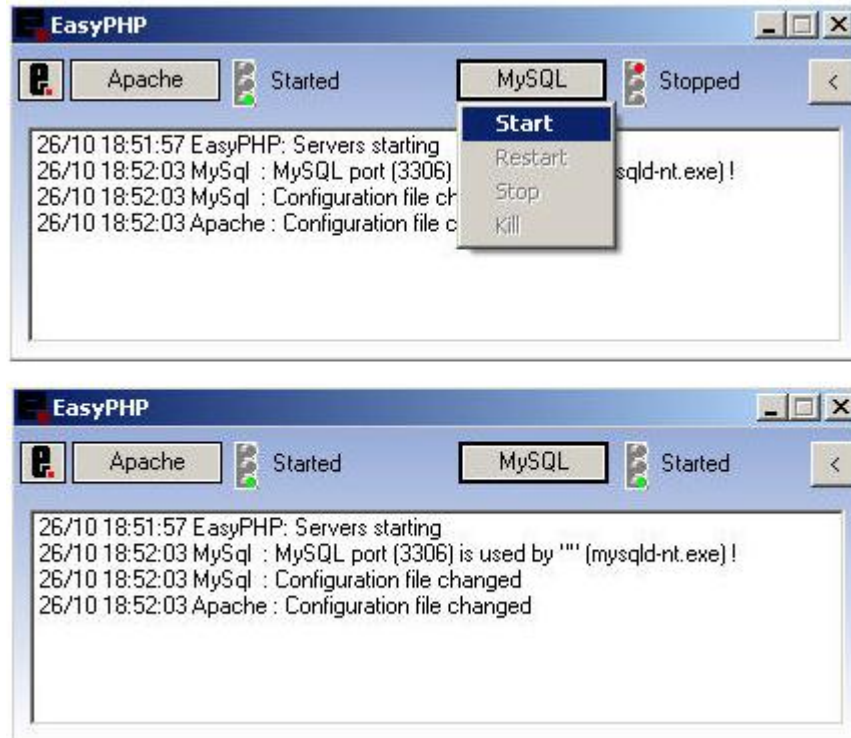 EasyPHP
e. Apache Started MySQL Stopped <
Start
Restart
Stop
Kill
26/10 18:51:57 EasyPHP: Servers starting
26/10 18:52:03 MySql : MySQL port (3306) sqld-nt.exe) !
26/10 18:52:03 MySql : Configuration file ch
26/10 18:52:03 Apache : Configuration file c
EasyPHP
e. Apache Started MySQL Started <
26/10 18:51:57 EasyPHP: Servers starting
26/10 18:52:03 MySql : MySQL port (3306) is used by "" (mysqld-nt.exe) !
26/10 18:52:03 MySql : Configuration file changed
26/10 18:52:03 Apache : Configuration file changed